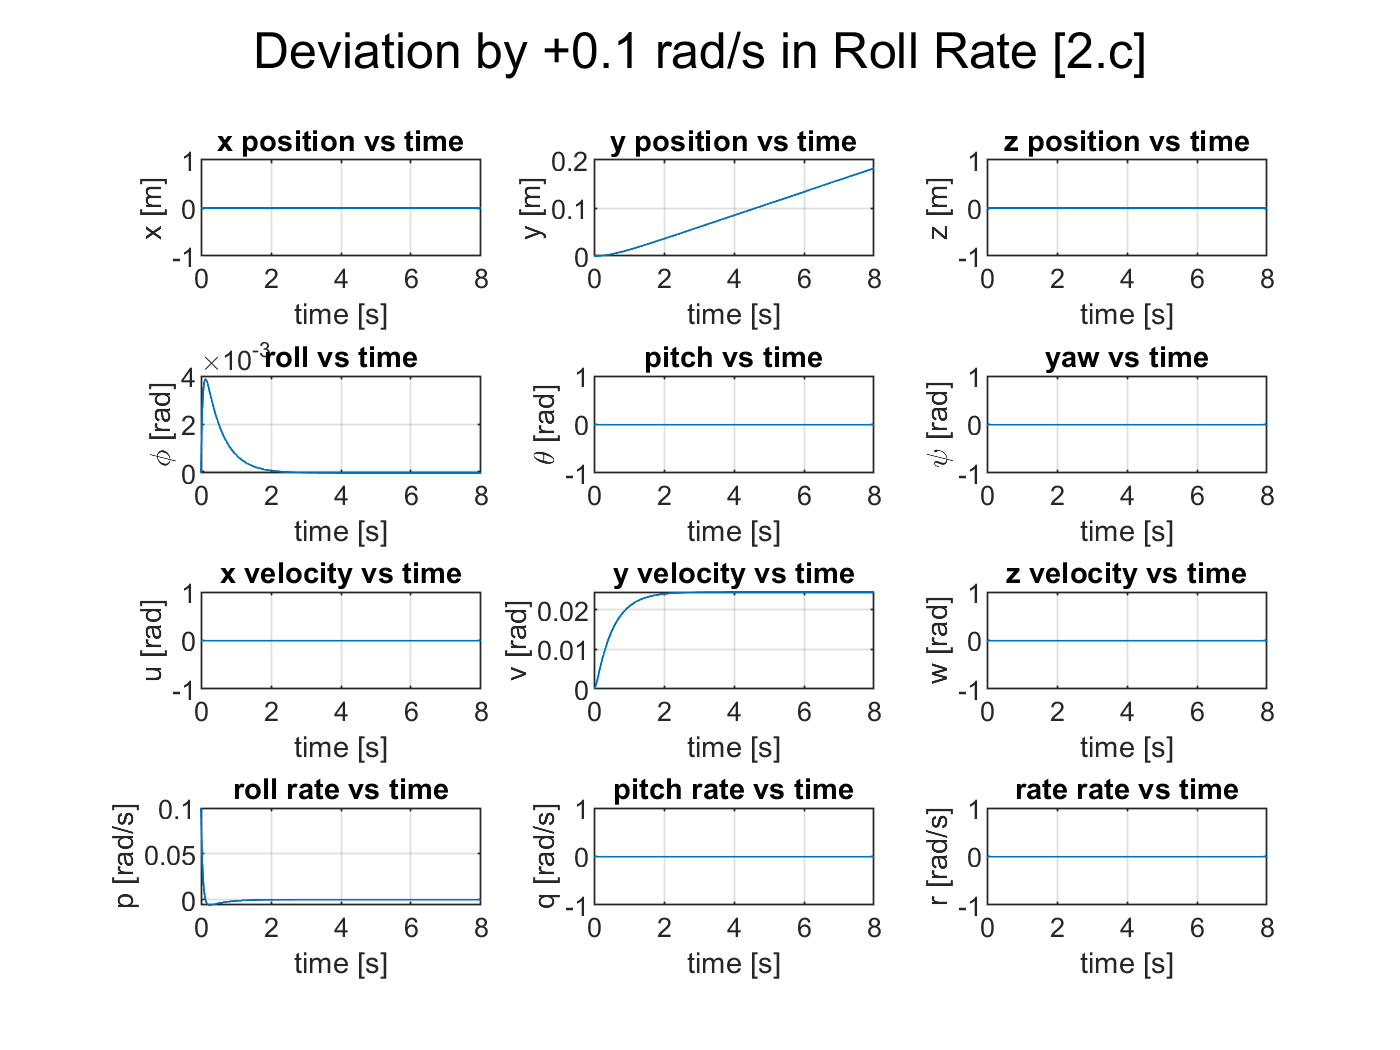 Deviation by +0.1 rad/s in Roll Rate [2.c]
x position vs time
x [m]
1
0
-1
0 2 4 6 8
time [s]
y position vs time
y [m]
0.2
0.1
0
0 2 4 6 8
time [s]
z position vs time
z [m]
1
0
-1
0 2 4 6 8
time [s]
×10^-3
roll vs time
ϕ [rad]
4
2
0
0 2 4 6 8
time [s]
pitch vs time
θ [rad]
1
0
-1
0 2 4 6 8
time [s]
yaw vs time
ψ [rad]
1
0
-1
0 2 4 6 8
time [s]
x velocity vs time
u [rad]
1
0
-1
0 2 4 6 8
time [s]
y velocity vs time
v [rad]
0.02
0.01
0
0 2 4 6 8
time [s]
z velocity vs time
w [rad]
1
0
-1
0 2 4 6 8
time [s]
roll rate vs time
p [rad/s]
0.1
0.05
0
0 2 4 6 8
time [s]
pitch rate vs time
q [rad/s]
1
0
-1
0 2 4 6 8
time [s]
rate rate vs time
r [rad/s]
1
0
-1
0 2 4 6 8
time [s]